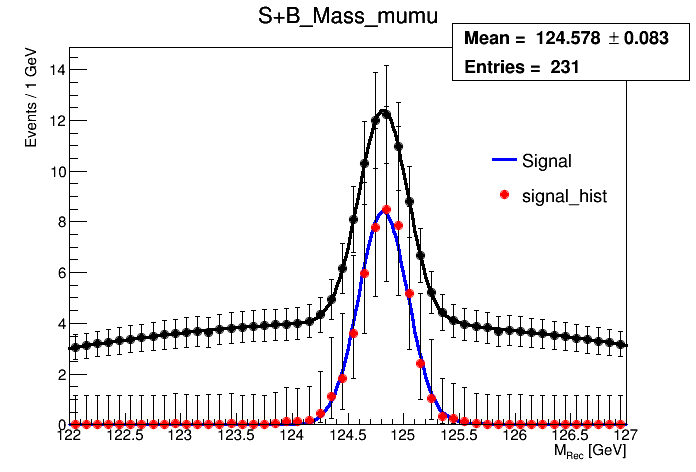 S+B_Mass_mumu
Mean = 124.578 ± 0.083
Entries = 231
Events / 1 GeV
14
12
10
8
6
4
2
0
Signal
signal_hist
122 122.5 123 123.5 124 124.5 125 125.5 126 126.5 127
M_Rec [GeV]